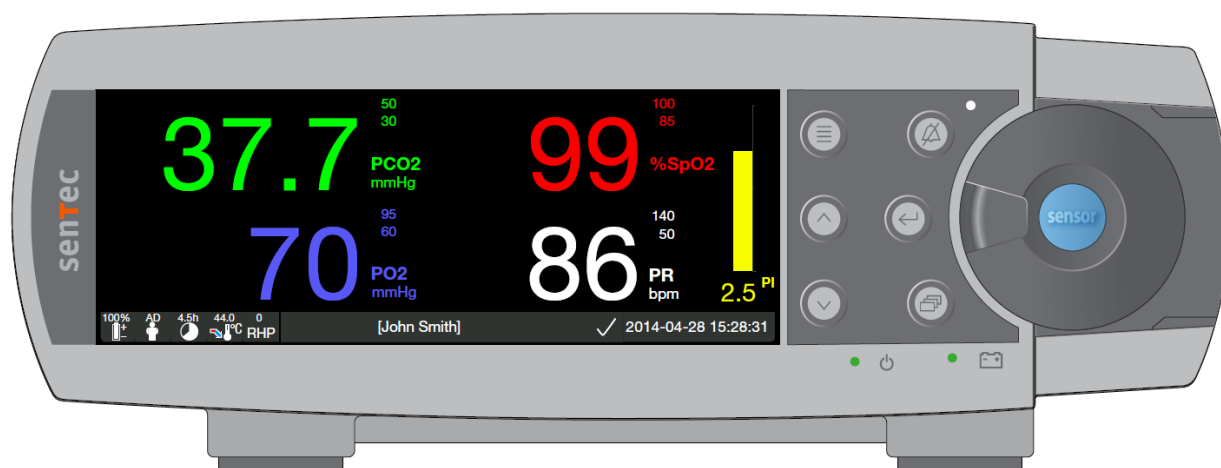 senTec
50
30
37.7
PCO2
mmHg
100
85
99
%SpO2
95
60
70
PO2
mmHg
140
50
86
PR
bpm
PI
2.5
100% AD 4.5h 44.0 0
+
-
°C RHP
[John Smith]
2014-04-28 15:28:31
sensor